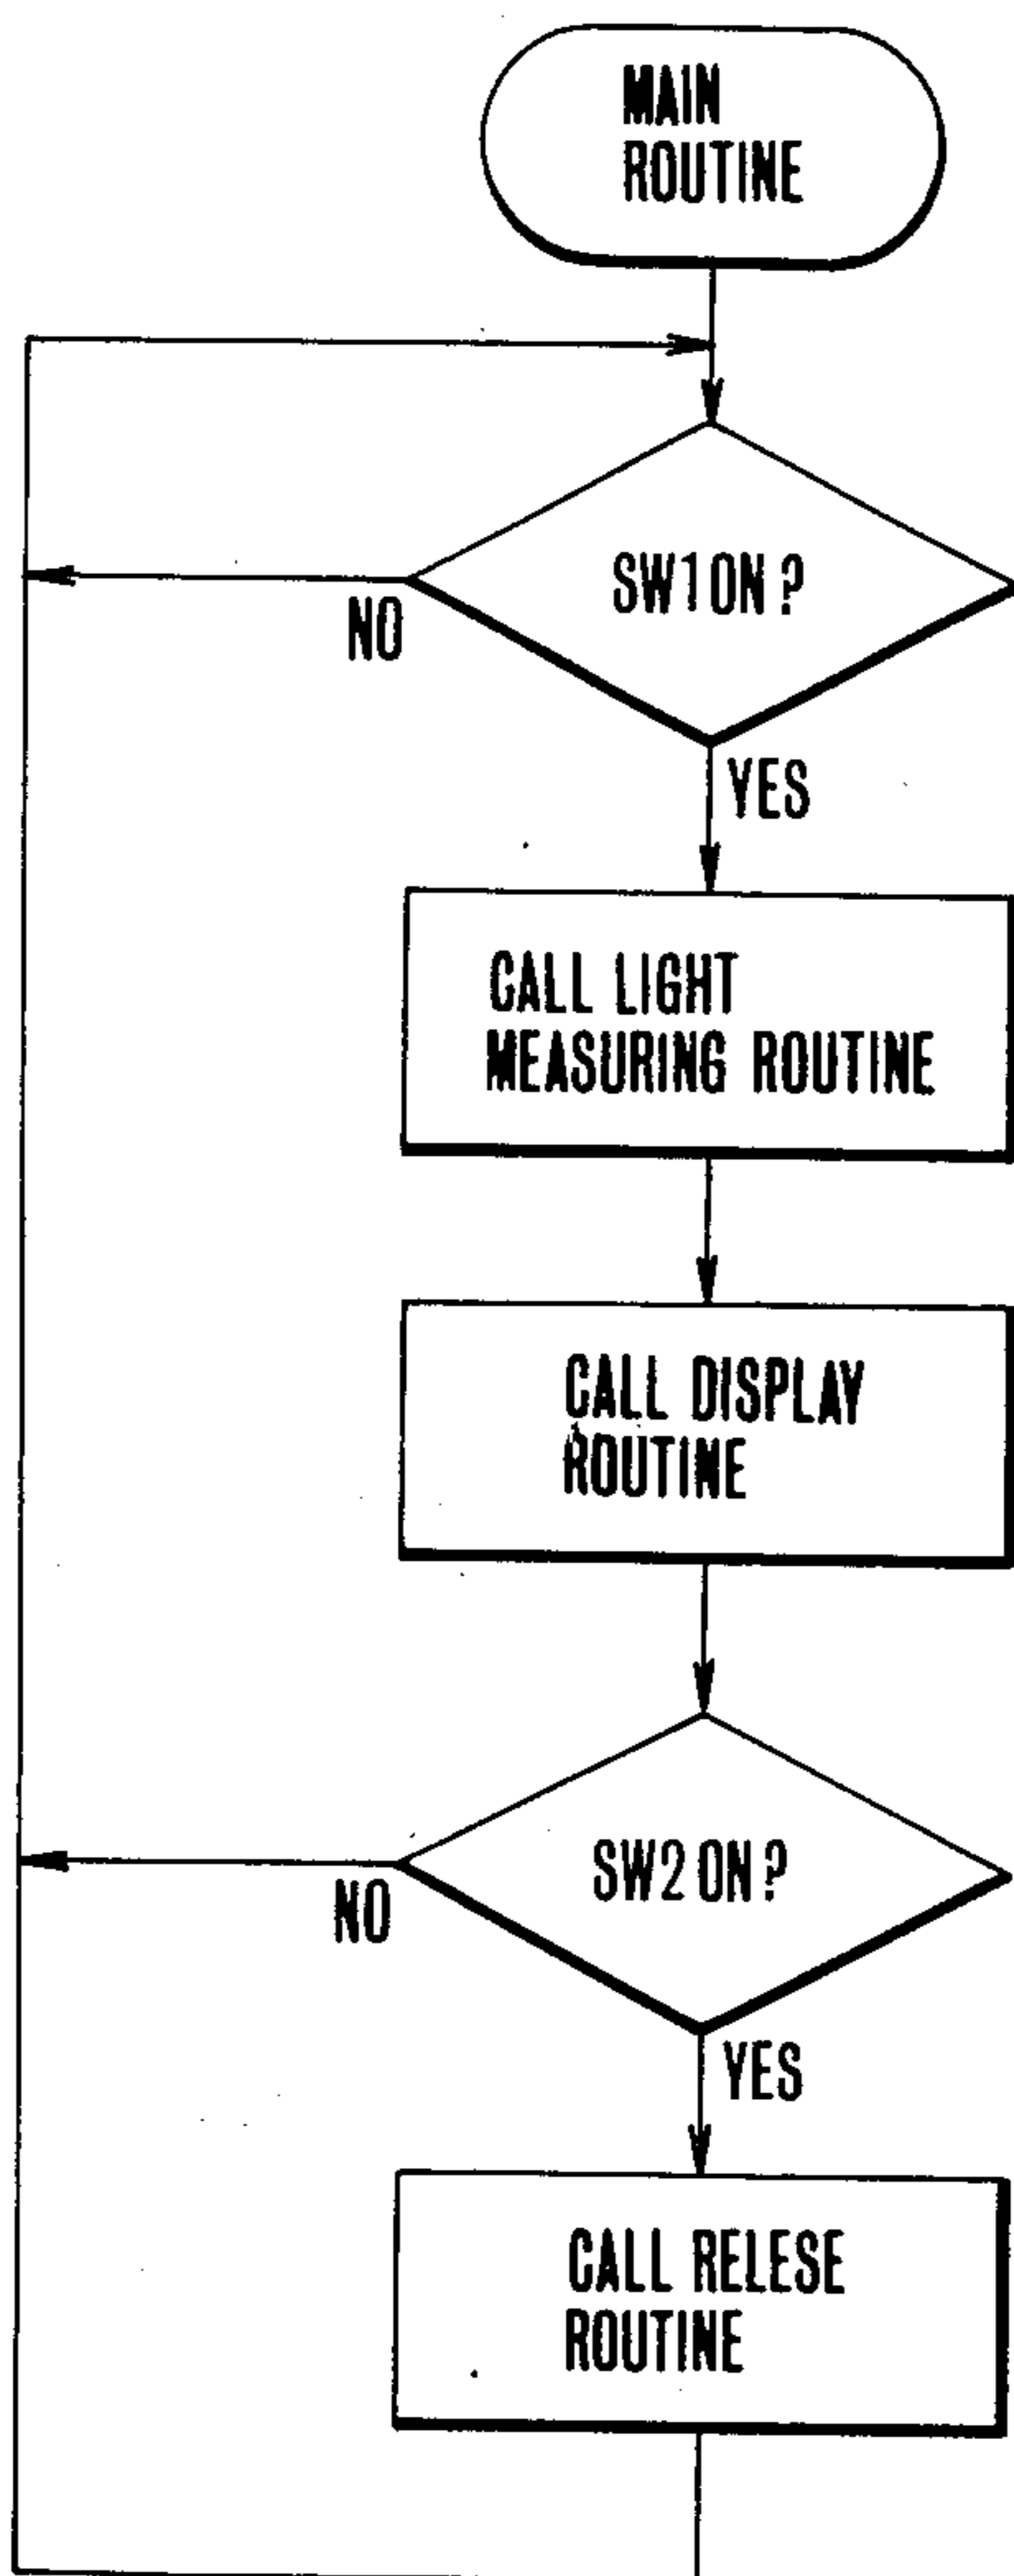 MAIN
ROUTINE
SW1 ON ?
NO
YES
CALL LIGHT
MEASURING ROUTINE
CALL DISPLAY
ROUTINE
SW2 ON ?
NO
YES
CALL RELESE
ROUTINE